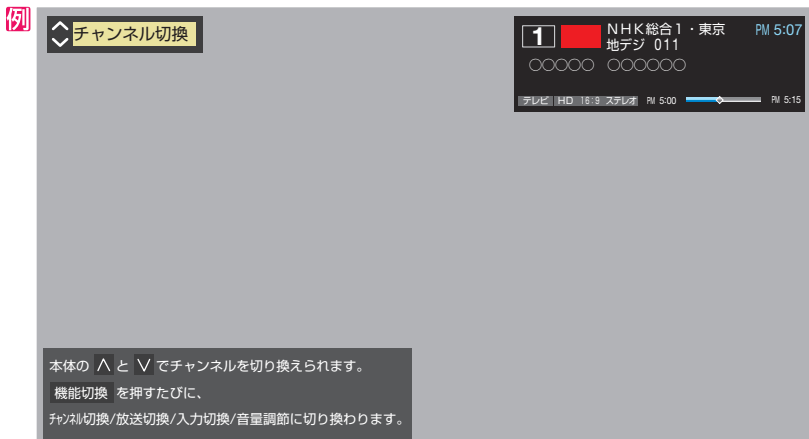 例
チャンネル切換
1 NHK総合1・東京 PM 5:07
地デジ 011
○○○○○ ○○○○○○
テレビ HD 16:9 ステレオ PM 5:00 PM 5:15
本体の ∧ と ∨ でチャンネルを切り換えられます。
機能切換 を押すたびに、
チャンネル切換/放送切換/入力切換/音量調節に切り換わります。